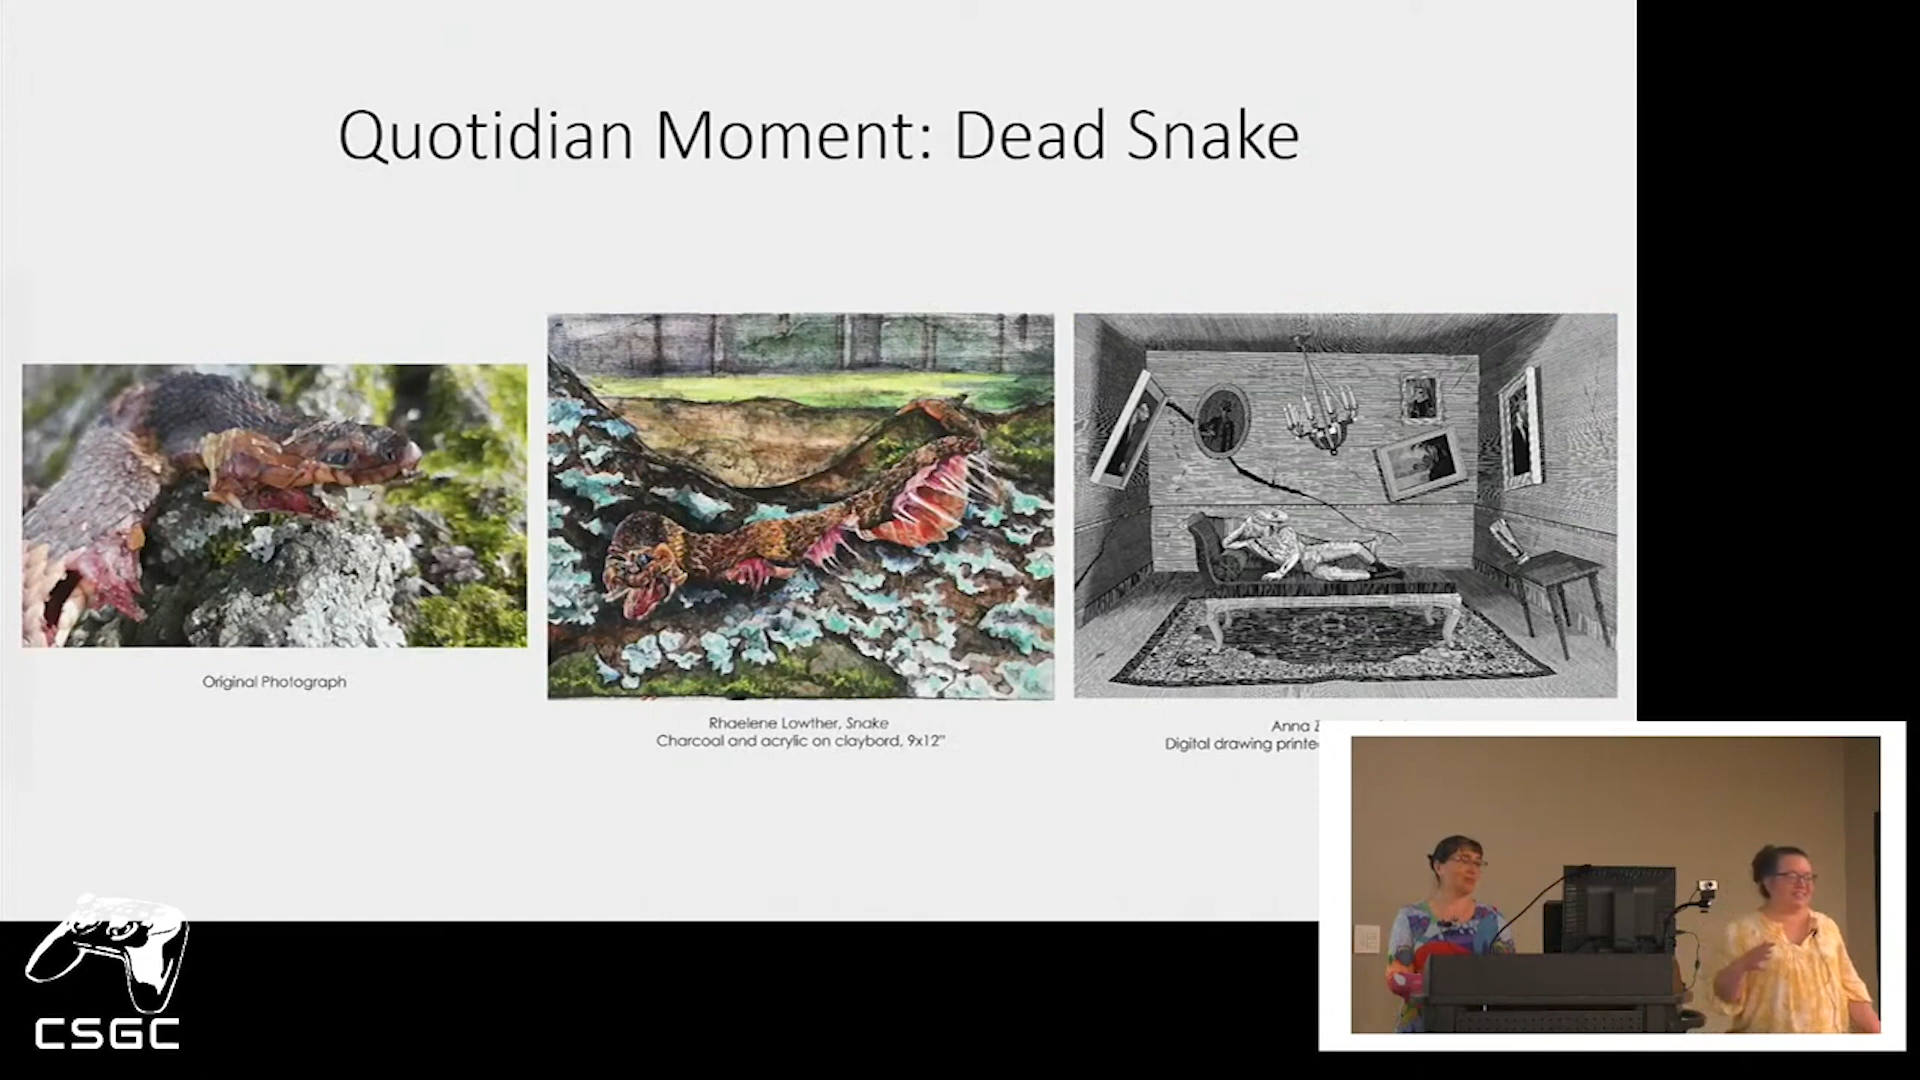 Quotidian Moment: Dead Snake
Original Photograph
Rhaelene Lowther, Snake
Charcoal and acrylic on claybord, 9x12"
Anna
Digital drawing
CSGC